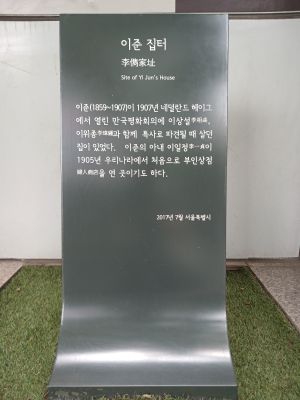 이준 집터
李儁家址
Site of Yi Jun's House
이준(1859~1907)이 1907년 네덜란드 헤이그
에서 열린 만국평화회의에 이상설李相卨,
이위종李瑋鍾과 함께 특사로 파견될 때 살던
집이 있었다. 이준의 아내 이일정李一貞이
1905년 우리나라에서 처음으로 부인상점
婦人商店을 연 곳이기도 하다.
2017년 7월 서울특별시